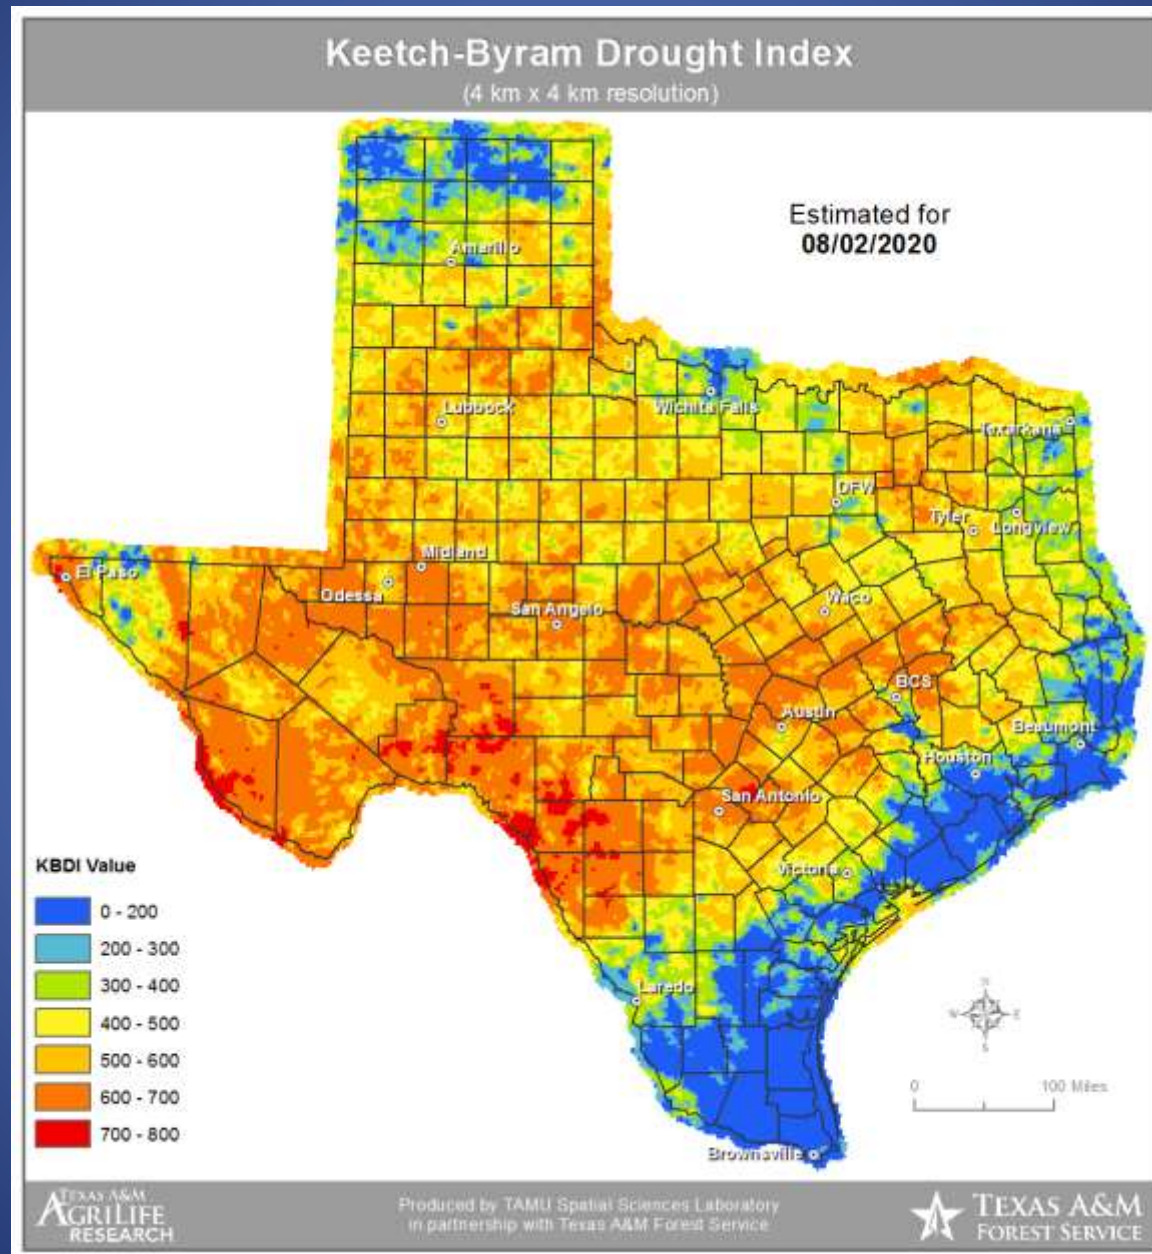 Keetch-Byram Drought Index
(4 km x 4 km resolution)
Estimated for
08/02/2020
Amarillo
Lubbock
Wichita Falls
Texarkana
DFW
Tyler
Longview
Midland
El Paso
Odessa
San Angelo
Waco
BCS
Austin
Beaumont
Houston
San Antonio
Victoria
Laredo
Brownsville
KBDI Value
0 - 200
200 - 300
300 - 400
400 - 500
500 - 600
600 - 700
700 - 800
N
W E
S
0 100 Miles
TEXAS A&M
AGRILIFE
RESEARCH
Produced by TAMU Spatial Sciences Laboratory
in partnership with Texas A&M Forest Service
TEXAS A&M
FOREST SERVICE